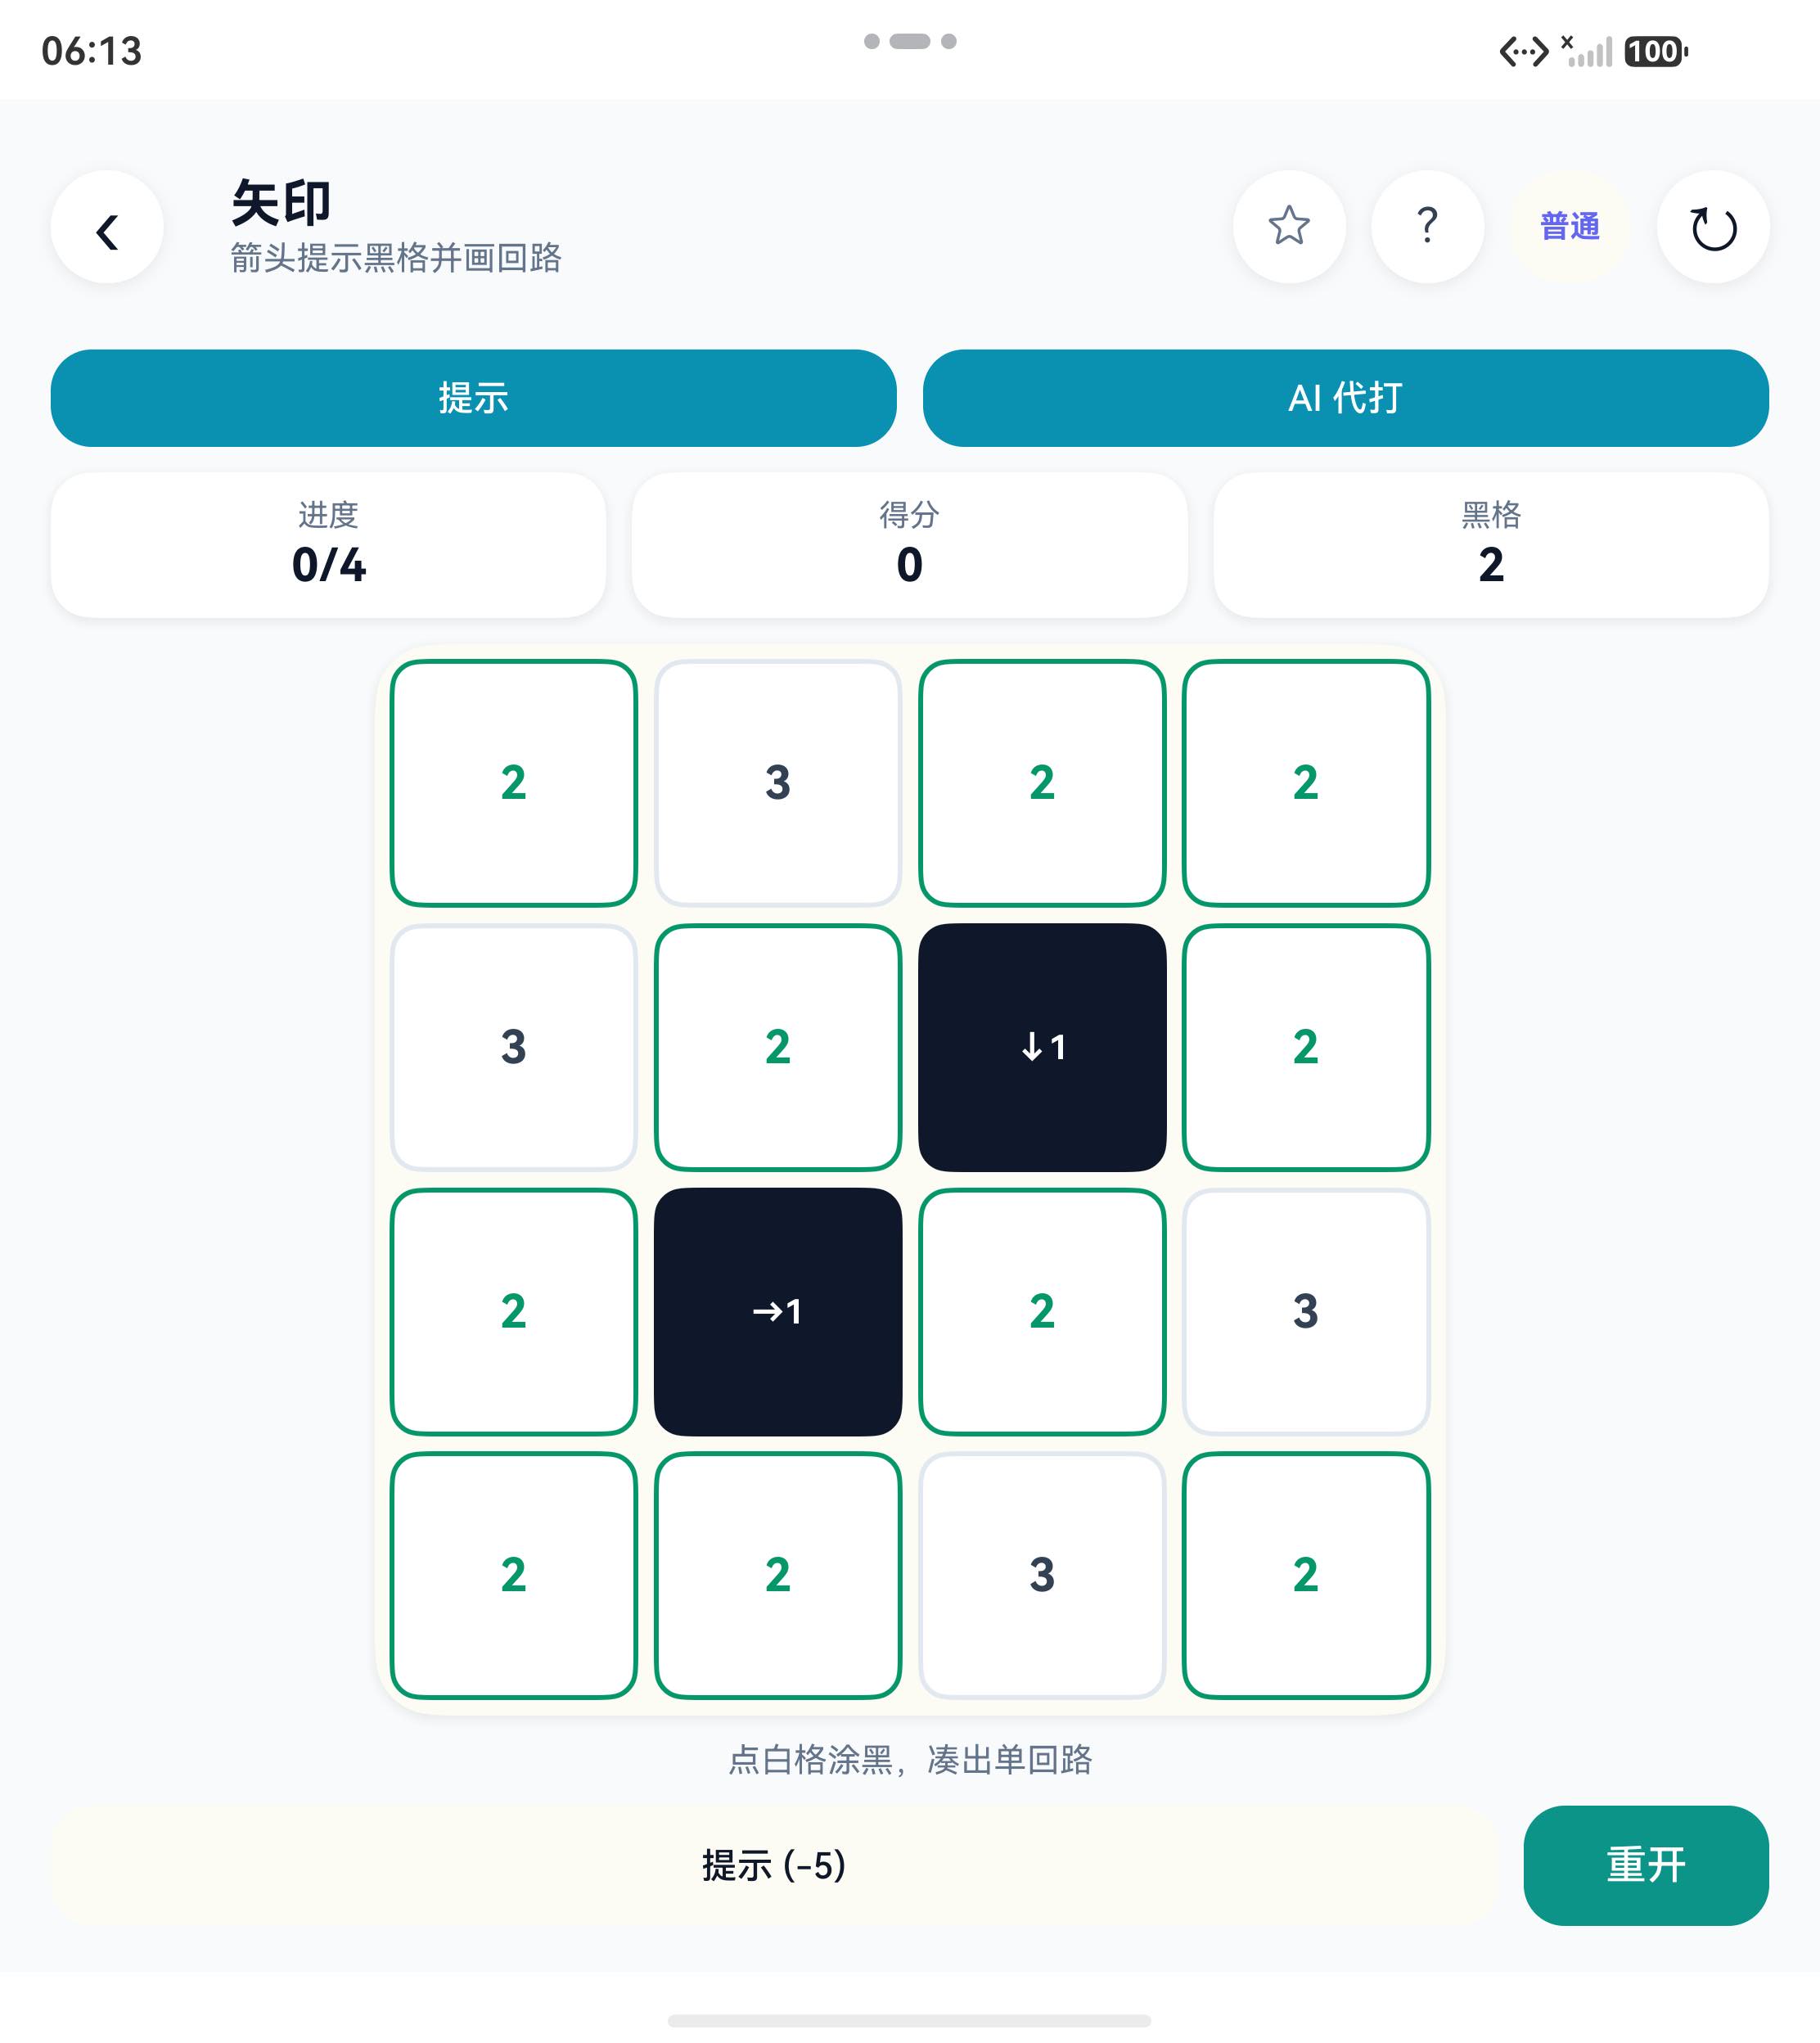 06:13
100
矢印
箭头提示黑格并画回路
?
普通
提示
AI 代打
进度
0/4
得分
0
黑格
2
2 3 2 2
3 2 ↓1 2
2 →1 2 3
2 2 3 2
点白格涂黑，凑出单回路
提示 (-5)
重开